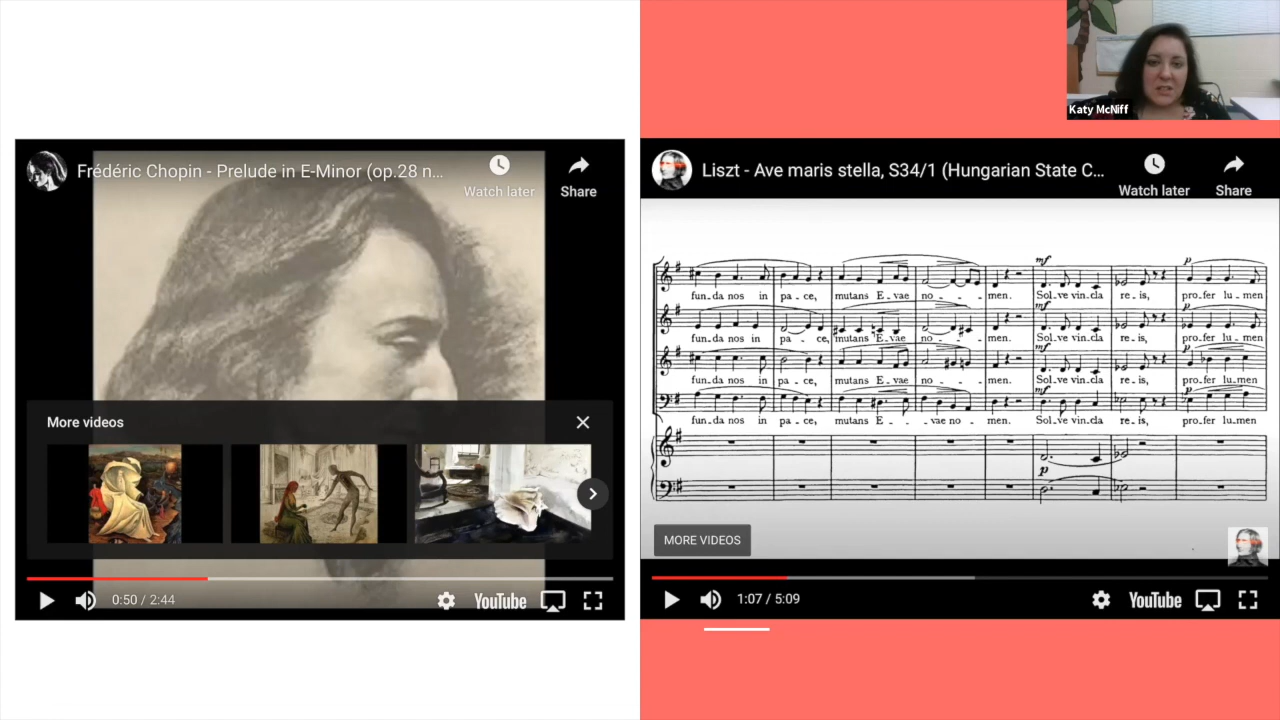 Katy McNiff
Frédéric Chopin - Prelude in E-Minor (op.28 n...
Watch later
Share
More videos
0:50 / 2:44
YouTube
Liszt - Ave maris stella, S34/1 (Hungarian State C...
Watch later
Share
mf
p
fun-da nos in pa-ce, mutans E-vae no - - - men. Sol-ve vin-cla re-is, pro-fer lu-men
mf
p
fun-da nos in pa-ce, mutans E-vae no - - - men. Sol-ve vin-cla re-is, pro-fer lu-men
mf
p
fun-da nos in pa-ce, mutans E-vae no - - - men. Sol-ve vin-cla re-is, pro-fer lu-men
mf
p
fun-da nos in pa-ce, mutans E - - vae no - men. Sol-ve vin-cla re-is, pro-fer lu-men
p
MORE VIDEOS
1:07 / 5:09
YouTube